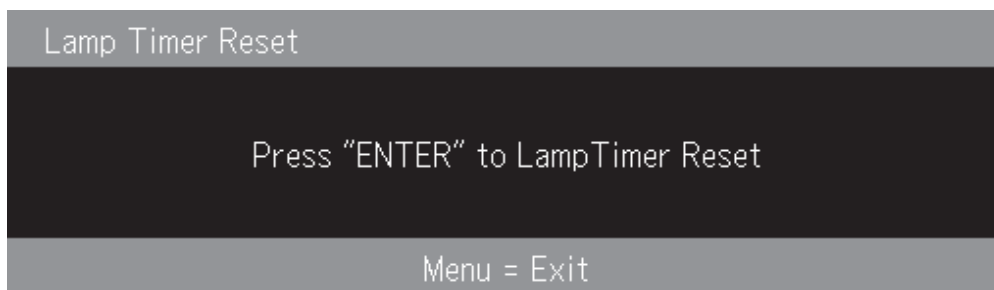 Lamp Timer Reset
Press "ENTER" to LampTimer Reset
Menu = Exit